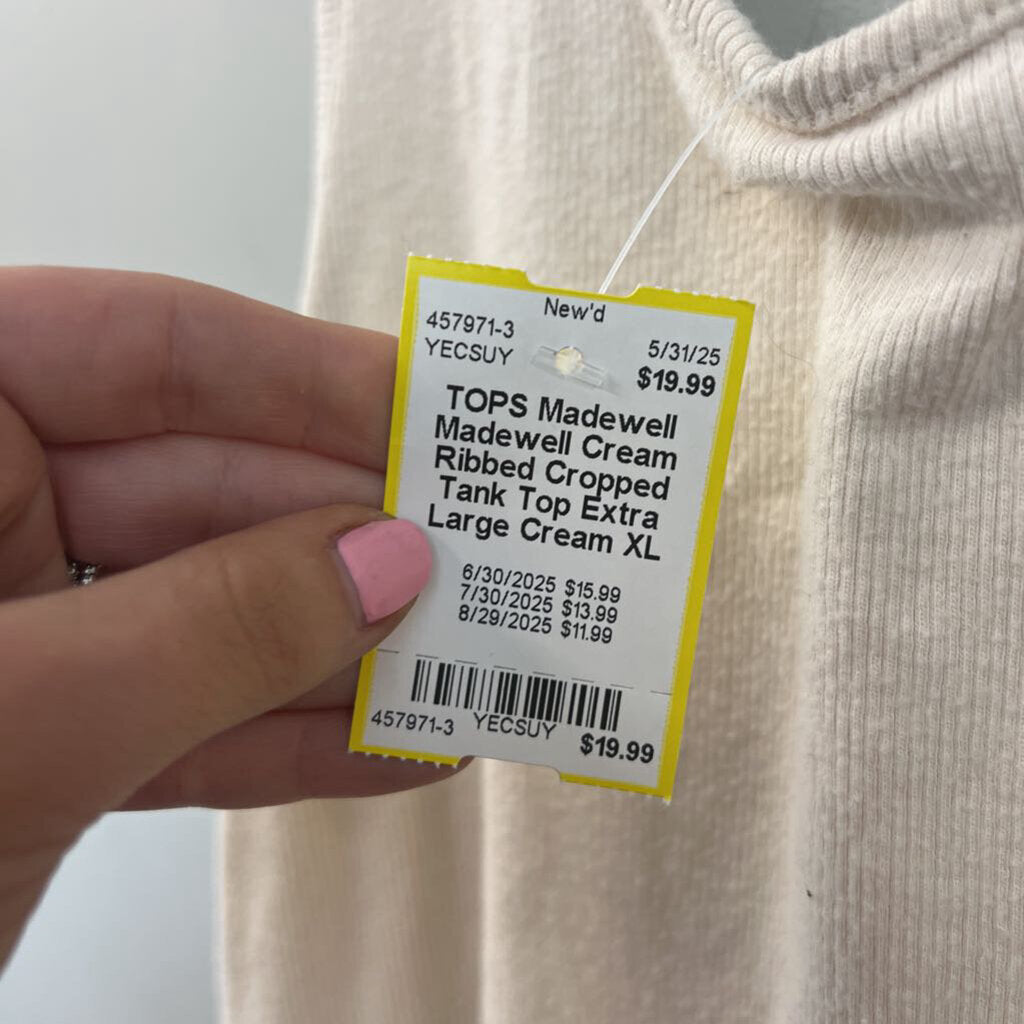 New'd
457971-3
YECSUY
5/31/25
$19.99
TOPS Madewell
Madewell Cream
Ribbed Cropped
Tank Top Extra
Large Cream XL
6/30/2025 $15.99
7/30/2025 $13.99
8/29/2025 $11.99
457971-3 YECSUY $19.99